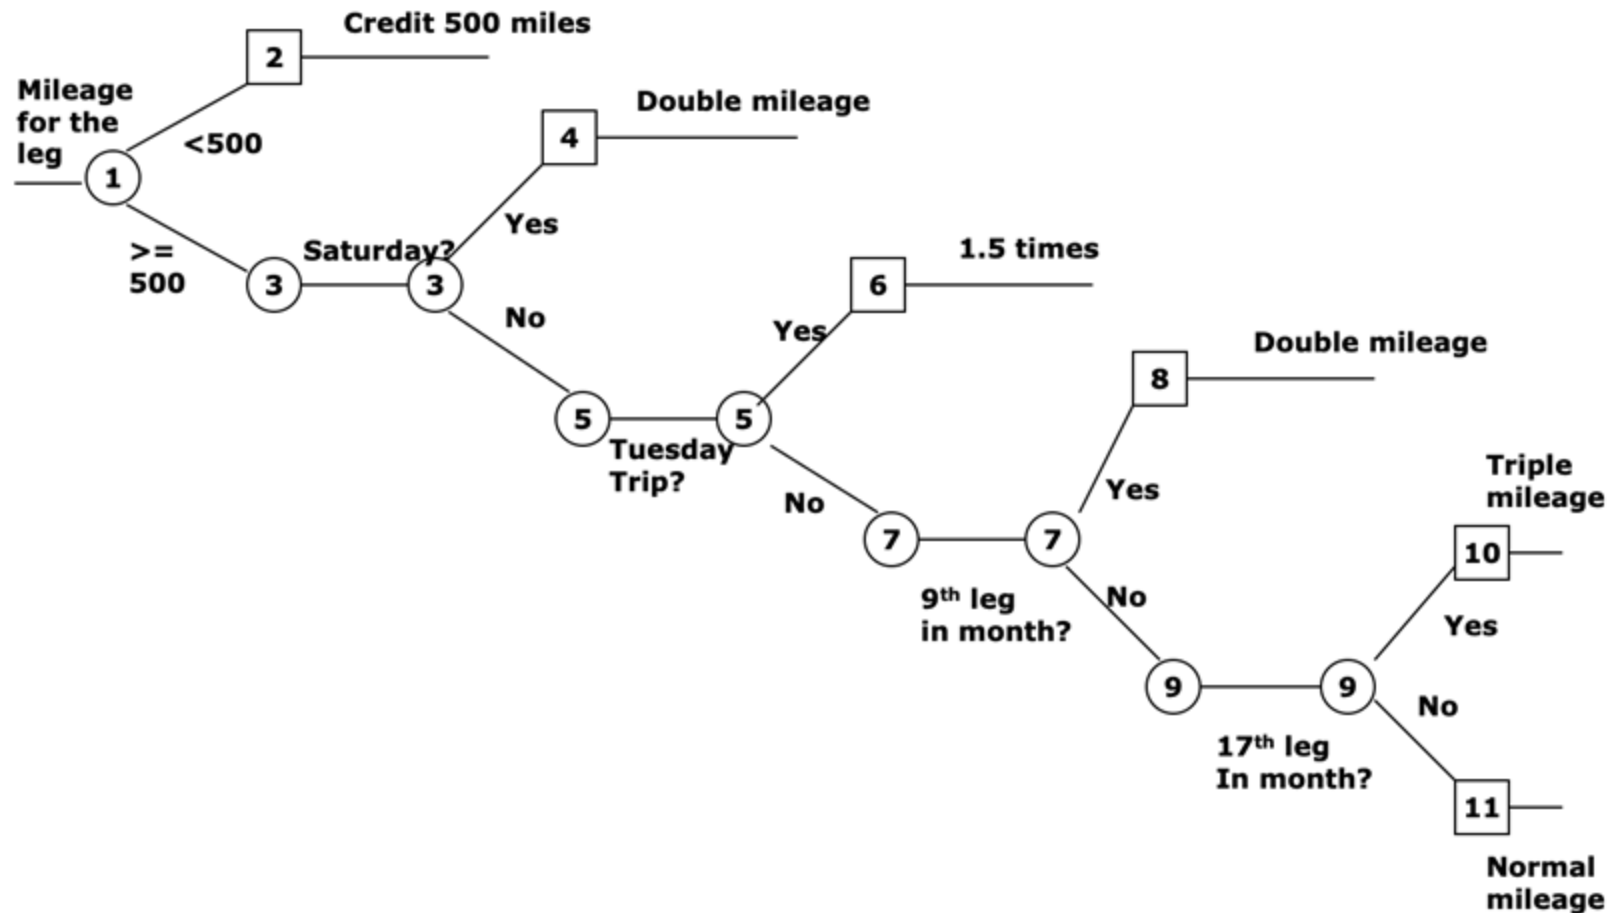 Credit 500 miles
2
Mileage
for the
leg
<500
1
Double mileage
4
Yes
>=
500
Saturday?
3
3
No
1.5 times
6
Yes
5
5
Tuesday
Trip?
No
Double mileage
8
Yes
7
7
9th leg
in month?
No
Triple
mileage
10
Yes
9
9
17th leg
In month?
No
11
Normal
mileage